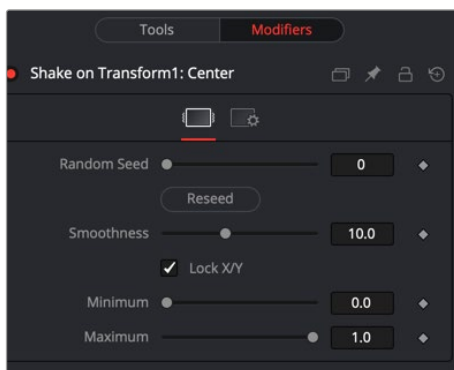 Tools Modifiers
Shake on Transform1: Center
Random Seed 0
Reseed
Smoothness 10.0
Lock X/Y
Minimum 0.0
Maximum 1.0